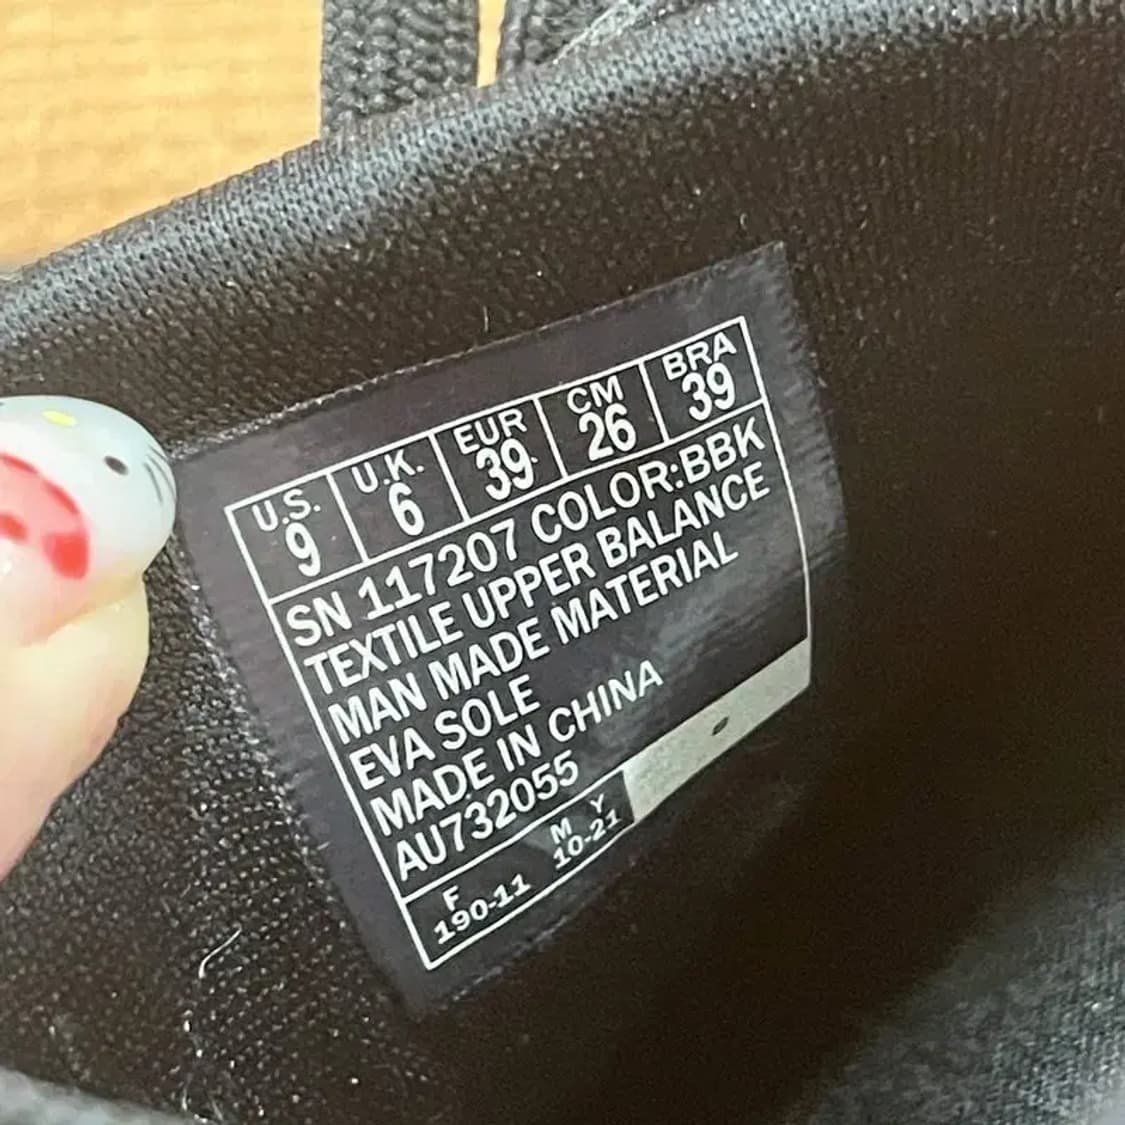 U.S. U.K. EUR CM BRA
9 6 39 26 39
SN 117207 COLOR:BBK
TEXTILE UPPER BALANCE
MAN MADE MATERIAL
EVA SOLE
MADE IN CHINA
AU732055
F M Y
190-11 10-21